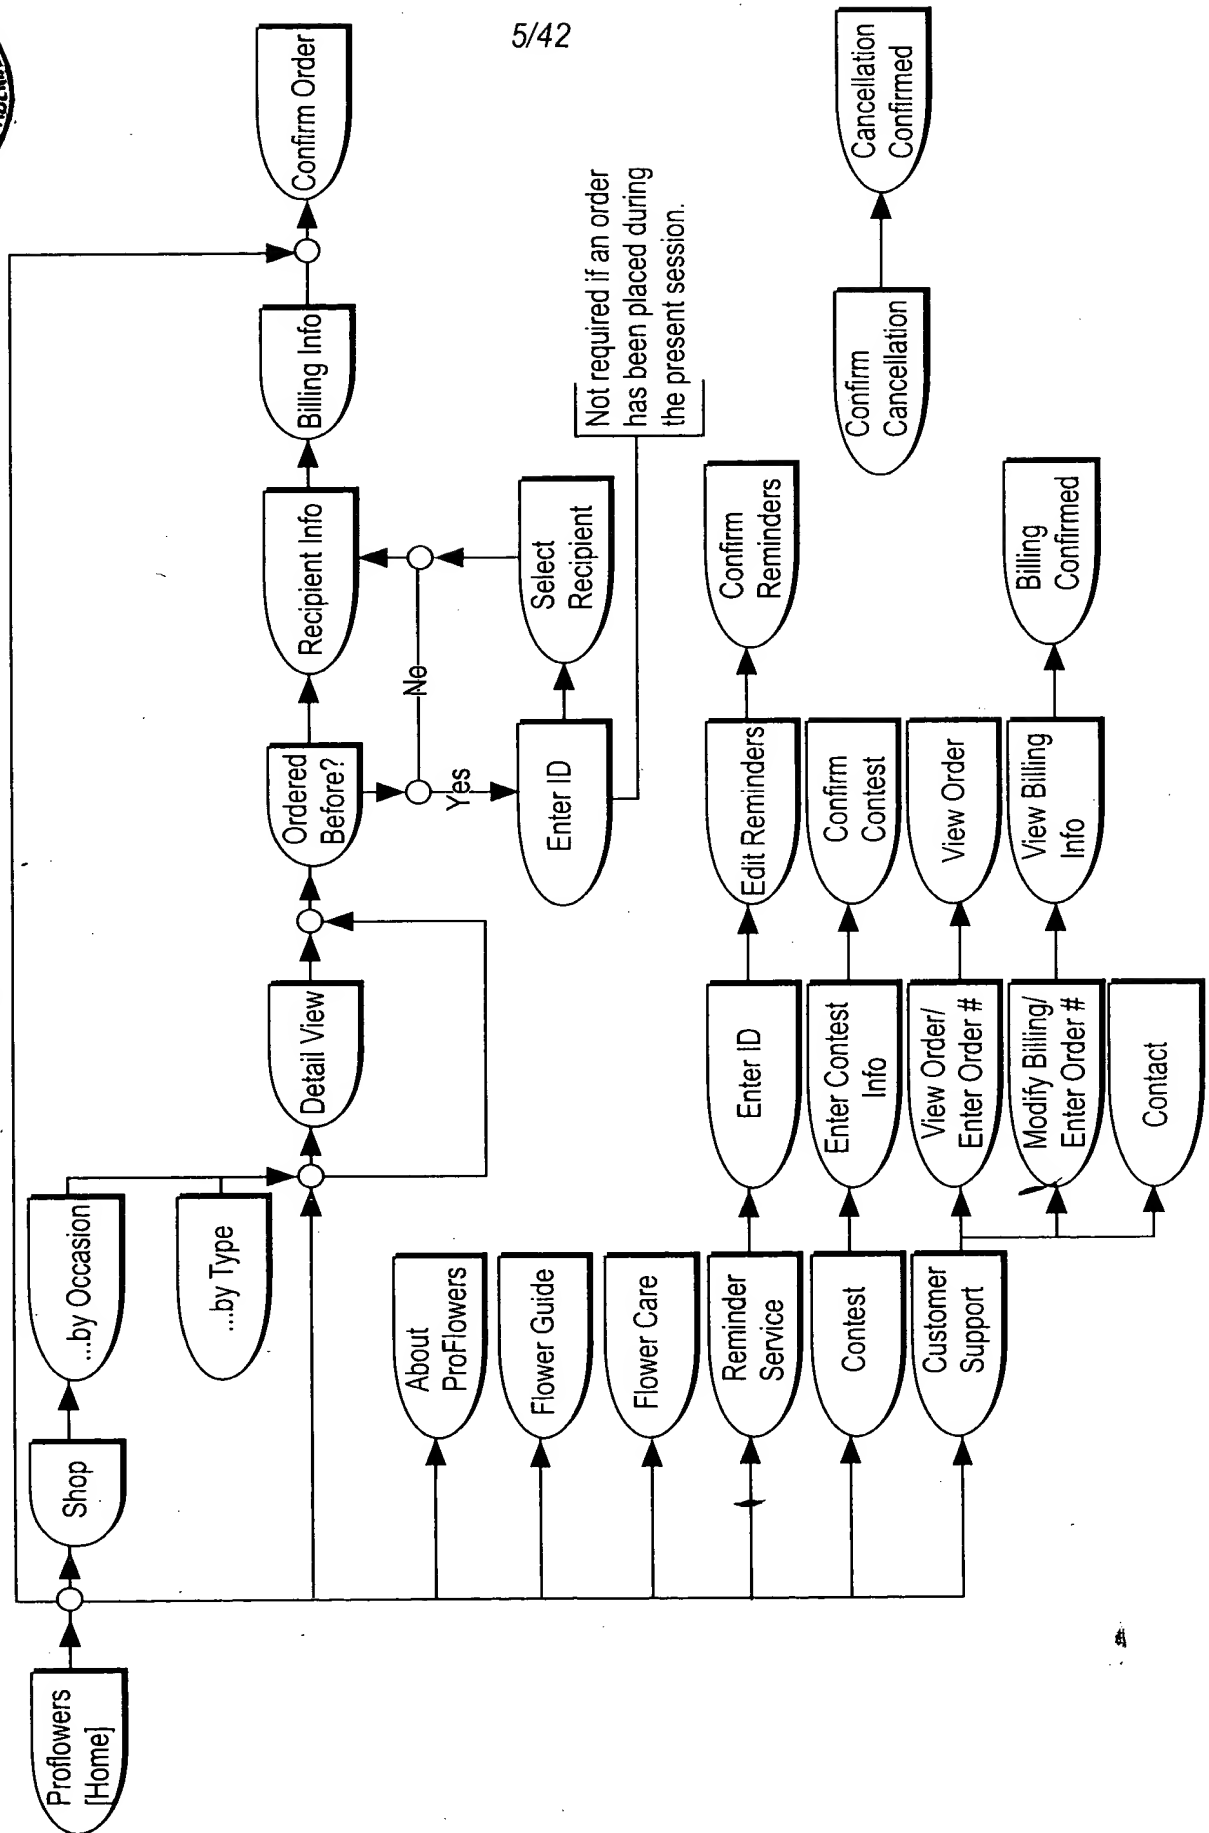 5/42
Proflowers
[Home]
Shop
....by Occasion
....by Type
Detail View
Ordered
Before?
Recipient Info
Billing Info
Confirm Order
No
Yes
Enter ID
Select
Recipient
Not required if an order
has been placed during
the present session.
About
ProFlowers
Flower Guide
Flower Care
Reminder
Service
Enter ID
Edit Reminders
Confirm
Reminders
Contest
Enter Contest
Info
Confirm
Contest
Customer
Support
View Order/
Enter Order #
View Order
Modify Billing/
Enter Order #
View Billing
Info
Billing
Confirmed
Contact
Confirm
Cancellation
Cancellation
Confirmed